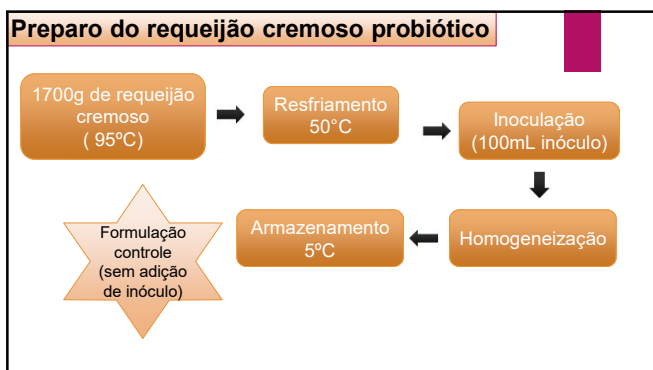 Preparo do requeijão cremoso probiótico
1700g de requeijão
cremoso
( 95ºC)
Resfriamento
50°C
Inoculação
(100mL inóculo)
Homogeneização
Armazenamento
5ºC
Formulação
controle
(sem adição
de inóculo)